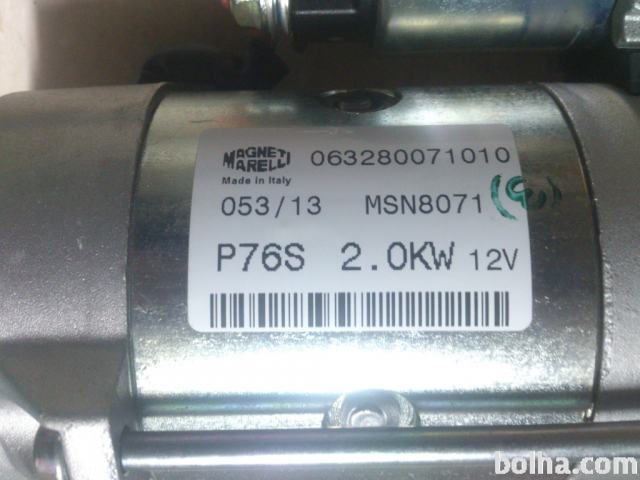 MAGNETI MARELLI 063280071010
Made in Italy
053/13 MSN8071
P76S 2.0KW 12V
bolha.com